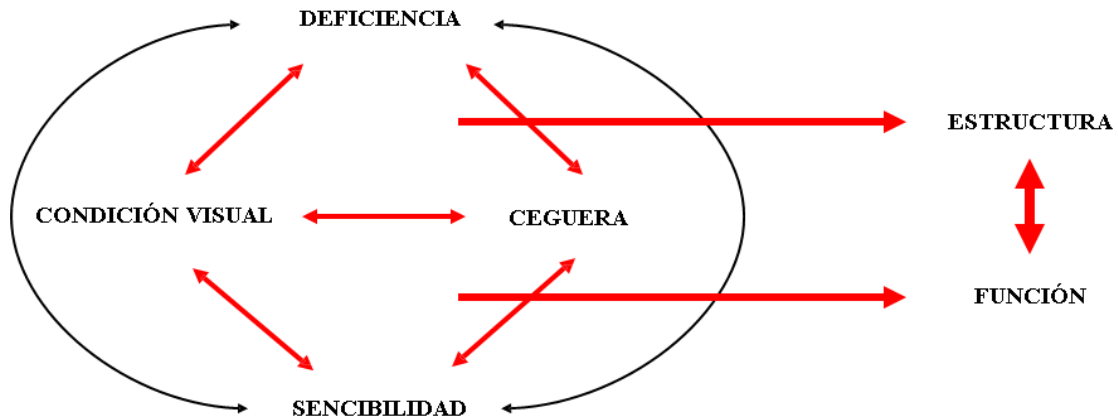 DEFICIENCIA
ESTRUCTURA
CONDICIÓN VISUAL
CEGUERA
FUNCIÓN
SENCIBILIDAD